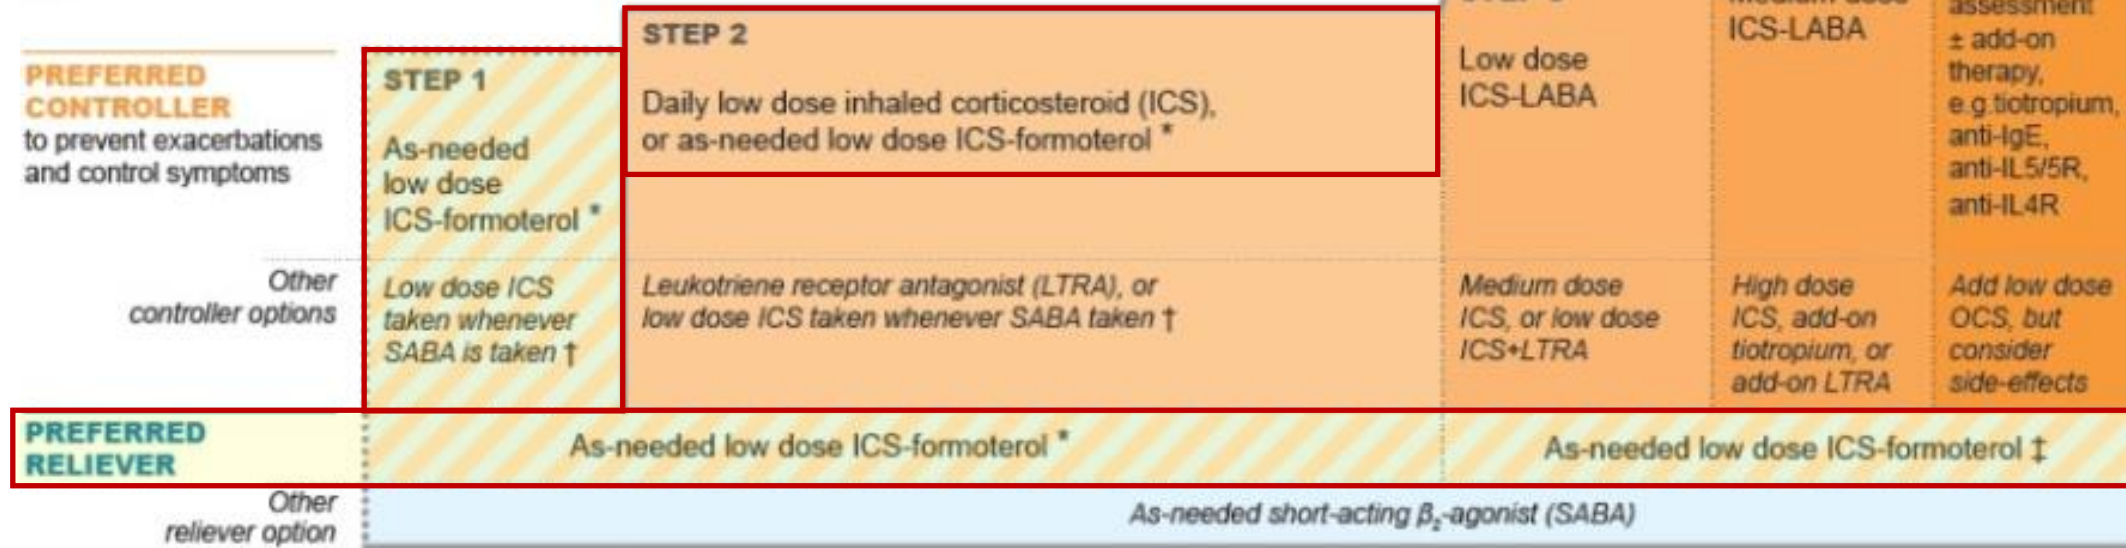 PREFERRED
CONTROLLER
to prevent exacerbations
and control symptoms
STEP 1
As-needed
low dose
ICS-formoterol *
STEP 2
Daily low dose inhaled corticosteroid (ICS),
or as-needed low dose ICS-formoterol *
Low dose
ICS-LABA
ICS-LABA
assessment
± add-on
therapy,
e.g.tiotropium,
anti-IgE,
anti-IL5/5R,
anti-IL4R
Other
controller options
Low dose ICS
taken whenever
SABA is taken †
Leukotriene receptor antagonist (LTRA), or
low dose ICS taken whenever SABA taken †
Medium dose
ICS, or low dose
ICS+LTRA
High dose
ICS, add-on
tiotropium, or
add-on LTRA
Add low dose
OCS, but
consider
side-effects
PREFERRED
RELIEVER
As-needed low dose ICS-formoterol *
As-needed low dose ICS-formoterol ‡
Other
reliever option
As-needed short-acting β₂-agonist (SABA)